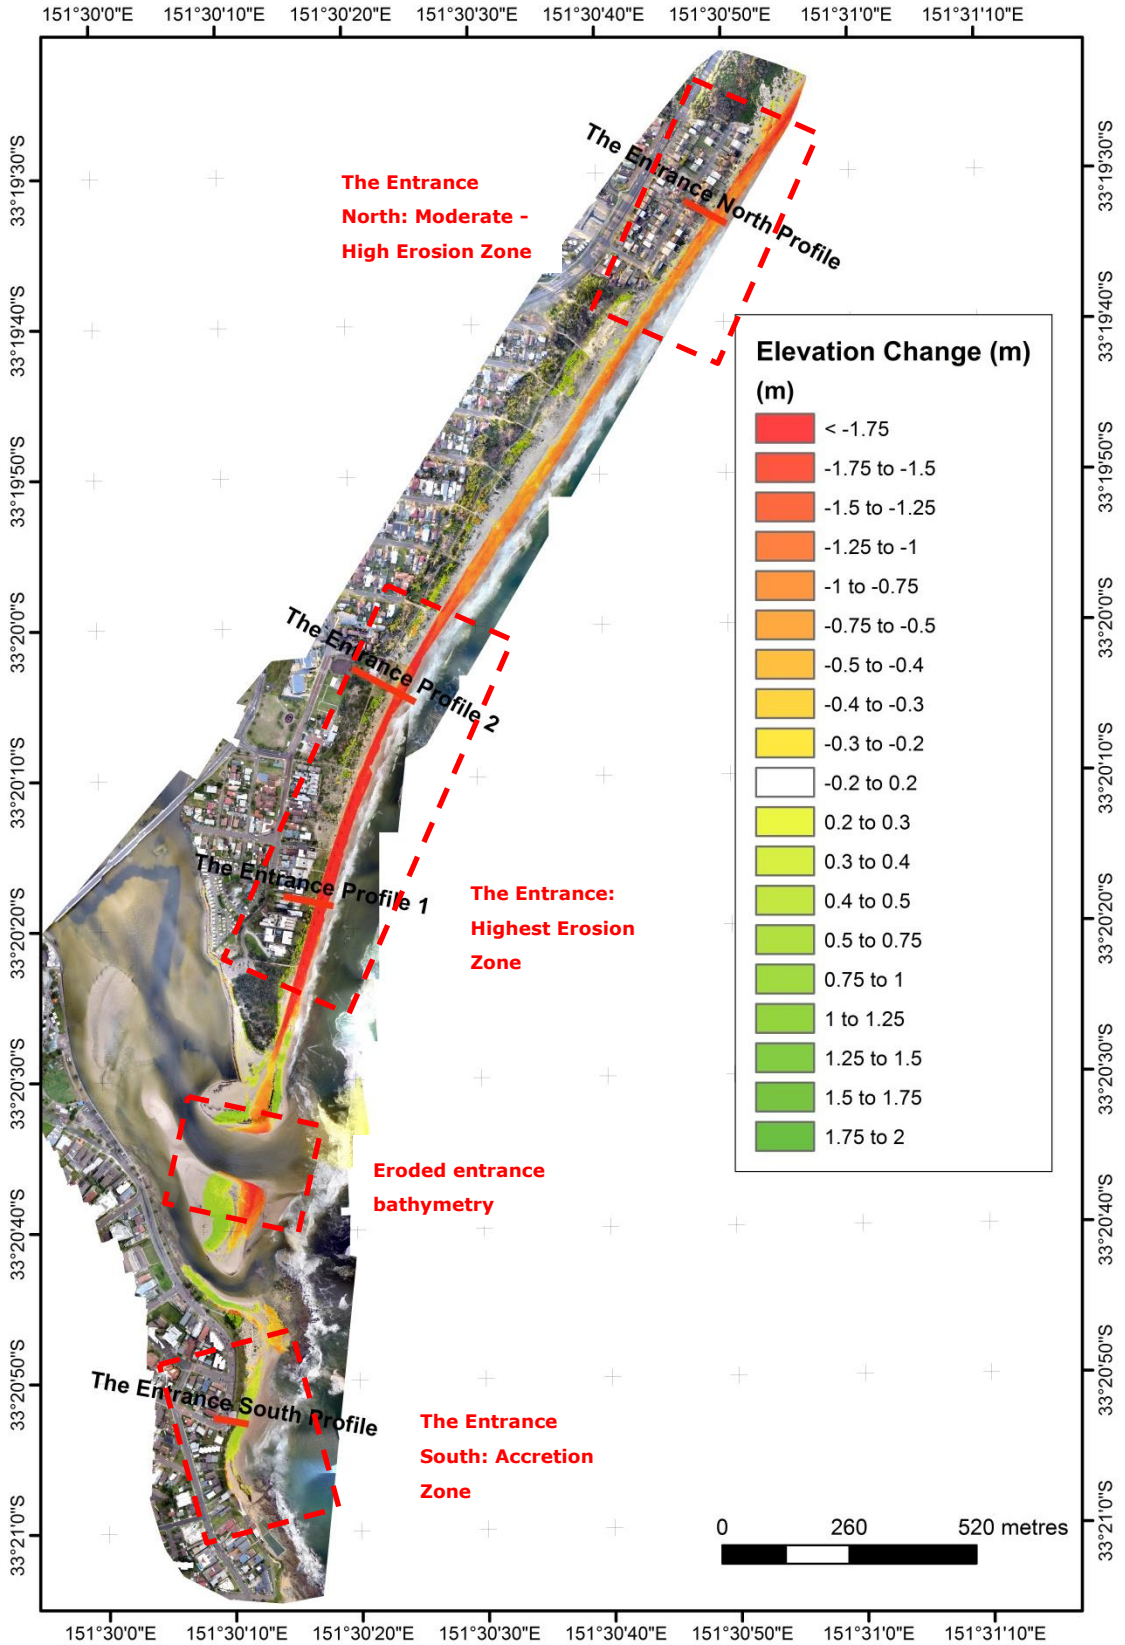 151°30'0"E 151°30'10"E 151°30'20"E 151°30'30"E 151°30'40"E 151°30'50"E 151°31'0"E 151°31'10"E
33°19'30"S
33°19'40"S
33°19'50"S
33°20'0"S
33°20'10"S
33°20'20"S
33°20'30"S
33°20'40"S
33°20'50"S
33°21'0"S
The Entrance
North: Moderate -
High Erosion Zone
The Entrance North Profile
The Entrance Profile 2
The Entrance Profile 1
The Entrance:
Highest Erosion
Zone
Eroded entrance
bathymetry
The Entrance South Profile
The Entrance
South: Accretion
Zone
Elevation Change (m)
(m)
< -1.75
-1.75 to -1.5
-1.5 to -1.25
-1.25 to -1
-1 to -0.75
-0.75 to -0.5
-0.5 to -0.4
-0.4 to -0.3
-0.3 to -0.2
-0.2 to 0.2
0.2 to 0.3
0.3 to 0.4
0.4 to 0.5
0.5 to 0.75
0.75 to 1
1 to 1.25
1.25 to 1.5
1.5 to 1.75
1.75 to 2
33°19'30"S
33°19'40"S
33°19'50"S
33°20'0"S
33°20'10"S
33°20'20"S
33°20'30"S
33°20'40"S
33°20'50"S
33°21'0"S
0 260 520 metres
151°30'0"E 151°30'10"E 151°30'20"E 151°30'30"E 151°30'40"E 151°30'50"E 151°31'0"E 151°31'10"E